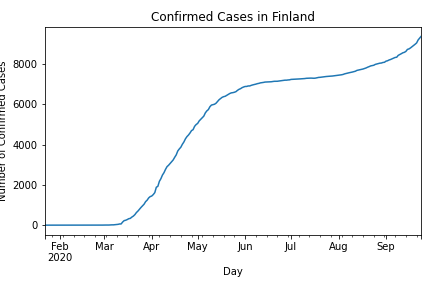 Confirmed Cases in Finland
Number of Confirmed Cases
8000
6000
4000
2000
0
Feb Mar Apr May Jun Jul Aug Sep
2020
Day